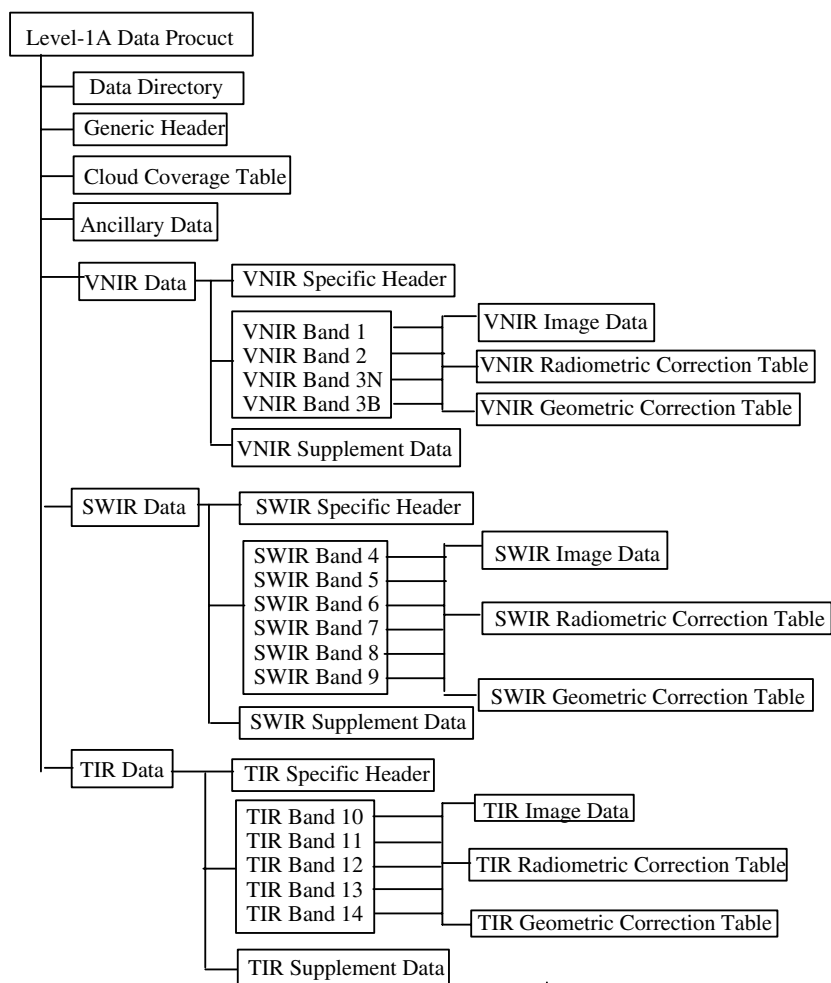 Level-1A Data Procuct
Data Directory
Generic Header
Cloud Coverage Table
Ancillary Data
VNIR Data
VNIR Specific Header
VNIR Band 1
VNIR Band 2
VNIR Band 3N
VNIR Band 3B
VNIR Image Data
VNIR Radiometric Correction Table
VNIR Geometric Correction Table
VNIR Supplement Data
SWIR Data
SWIR Specific Header
SWIR Band 4
SWIR Band 5
SWIR Band 6
SWIR Band 7
SWIR Band 8
SWIR Band 9
SWIR Image Data
SWIR Radiometric Correction Table
SWIR Geometric Correction Table
SWIR Supplement Data
TIR Data
TIR Specific Header
TIR Band 10
TIR Band 11
TIR Band 12
TIR Band 13
TIR Band 14
TIR Image Data
TIR Radiometric Correction Table
TIR Geometric Correction Table
TIR Supplement Data